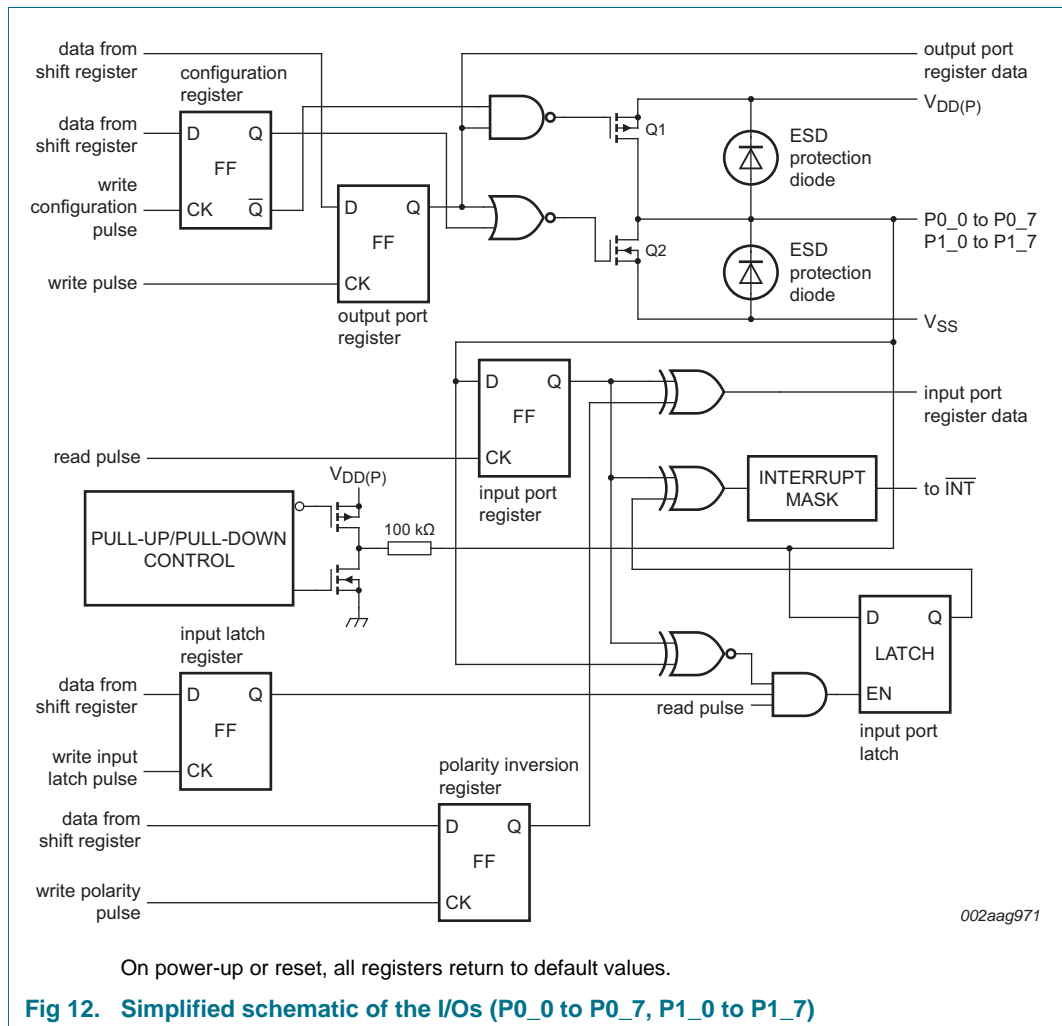 data from
shift register
configuration
register
output port
register data
VDD(P)
data from
shift register
D
Q
FF
write
configuration
pulse
CK
Q̅
D
Q
FF
CK
write pulse
output port
register
Q1
Q2
ESD
protection
diode
ESD
protection
diode
P0_0 to P0_7
P1_0 to P1_7
VSS
D
Q
FF
CK
input port
register
read pulse
input port
register data
VDD(P)
PULL-UP/PULL-DOWN
CONTROL
100 kΩ
INTERRUPT
MASK
to I̅N̅T̅
input latch
register
D
Q
LATCH
EN
input port
latch
read pulse
data from
shift register
D
Q
FF
write input
latch pulse
CK
polarity inversion
register
data from
shift register
D
Q
FF
write polarity
pulse
CK
002aag971
On power-up or reset, all registers return to default values.
Fig 12. Simplified schematic of the I/Os (P0_0 to P0_7, P1_0 to P1_7)